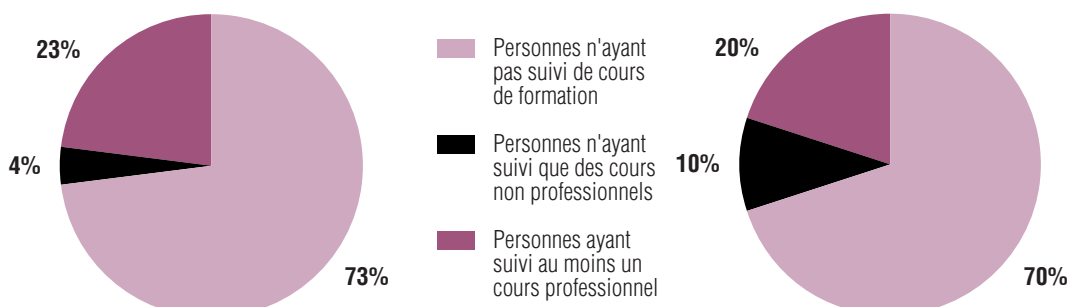 23%
4%
73%
Personnes n'ayant
pas suivi de cours
de formation
Personnes n'ayant
suivi que des cours
non professionnels
Personnes ayant
suivi au moins un
cours professionnel
20%
10%
70%